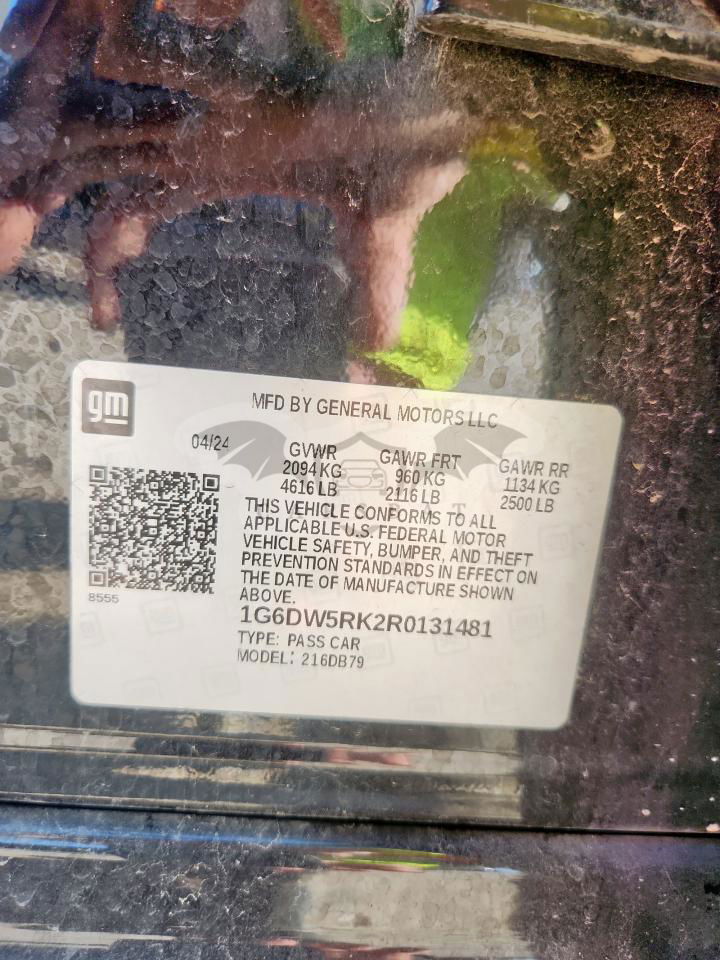 gm
MFD BY GENERAL MOTORS LLC
04/24
GVWR GAWR FRT GAWR RR
2094 KG 960 KG 1134 KG
4616 LB 2116 LB 2500 LB
THIS VEHICLE CONFORMS TO ALL
APPLICABLE U.S. FEDERAL MOTOR
VEHICLE SAFETY, BUMPER, AND THEFT
PREVENTION STANDARDS IN EFFECT ON
THE DATE OF MANUFACTURE SHOWN
ABOVE.
8555
1G6DW5RK2R0131481
TYPE: PASS CAR
MODEL: 216DB79